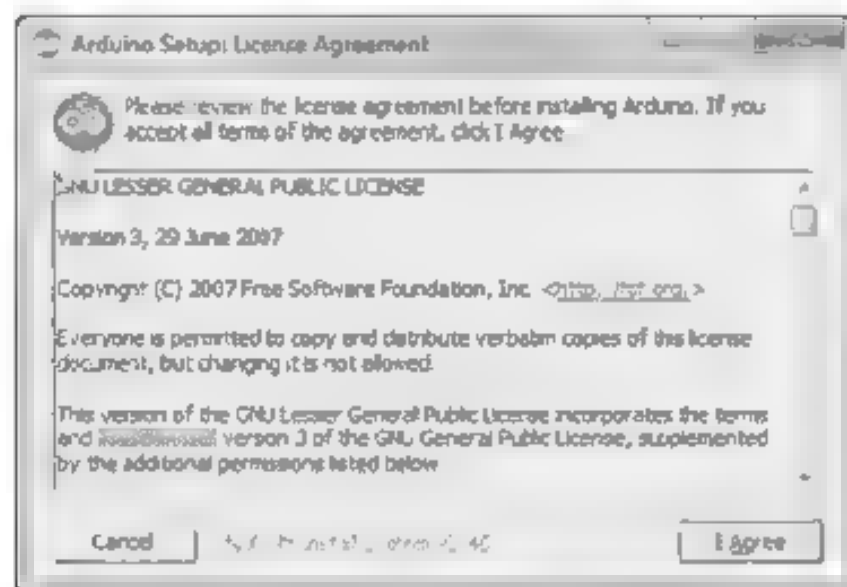 Arduino Setup: License Agreement
Please review the license agreement before installing Arduino. If you
accept all terms of the agreement, click I Agree
GNU LESSER GENERAL PUBLIC LICENSE
Version 3, 29 June 2007
Copyright (C) 2007 Free Software Foundation, Inc. <
>
Everyone is permitted to copy and distribute verbatim copies of this license
document, but changing it is not allowed.
This version of the GNU Lesser General Public License incorporates the terms
and version 3 of the GNU General Public License, supplemented
by the additional permissions listed below
Cancel
I Agree